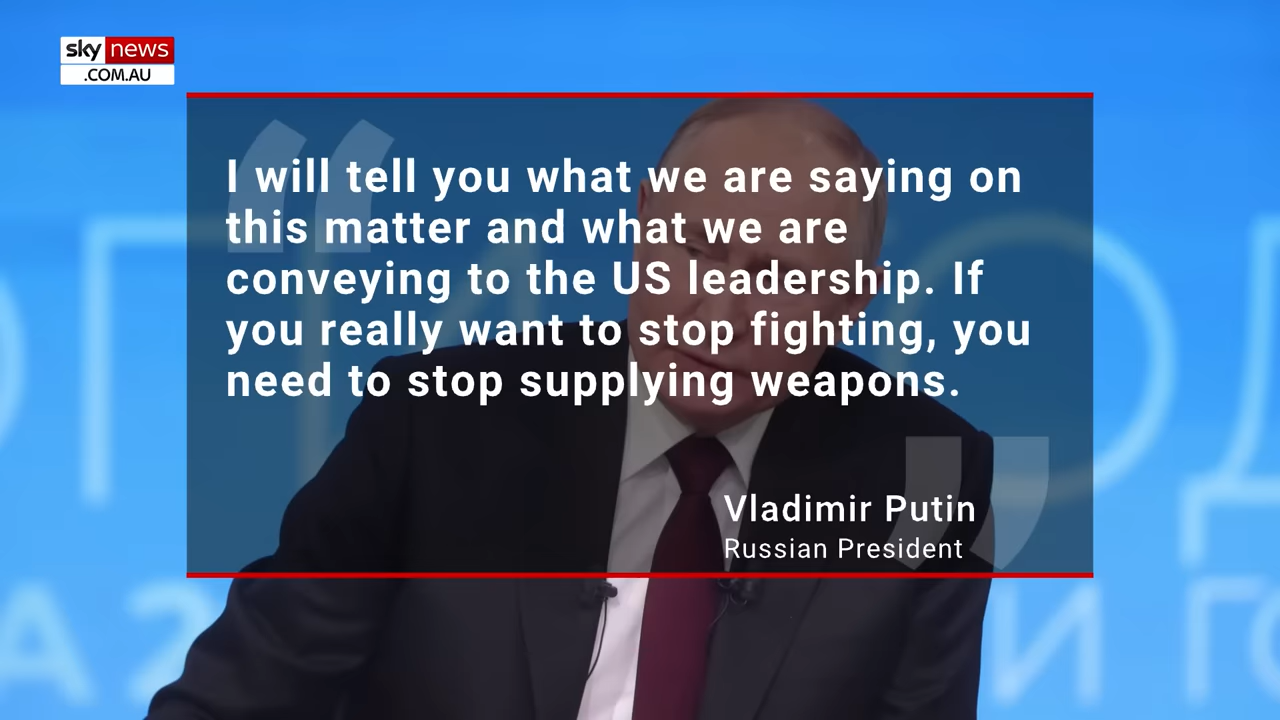 sky news
.COM.AU
I will tell you what we are saying on
this matter and what we are
conveying to the US leadership. If
you really want to stop fighting, you
need to stop supplying weapons.
Vladimir Putin
Russian President